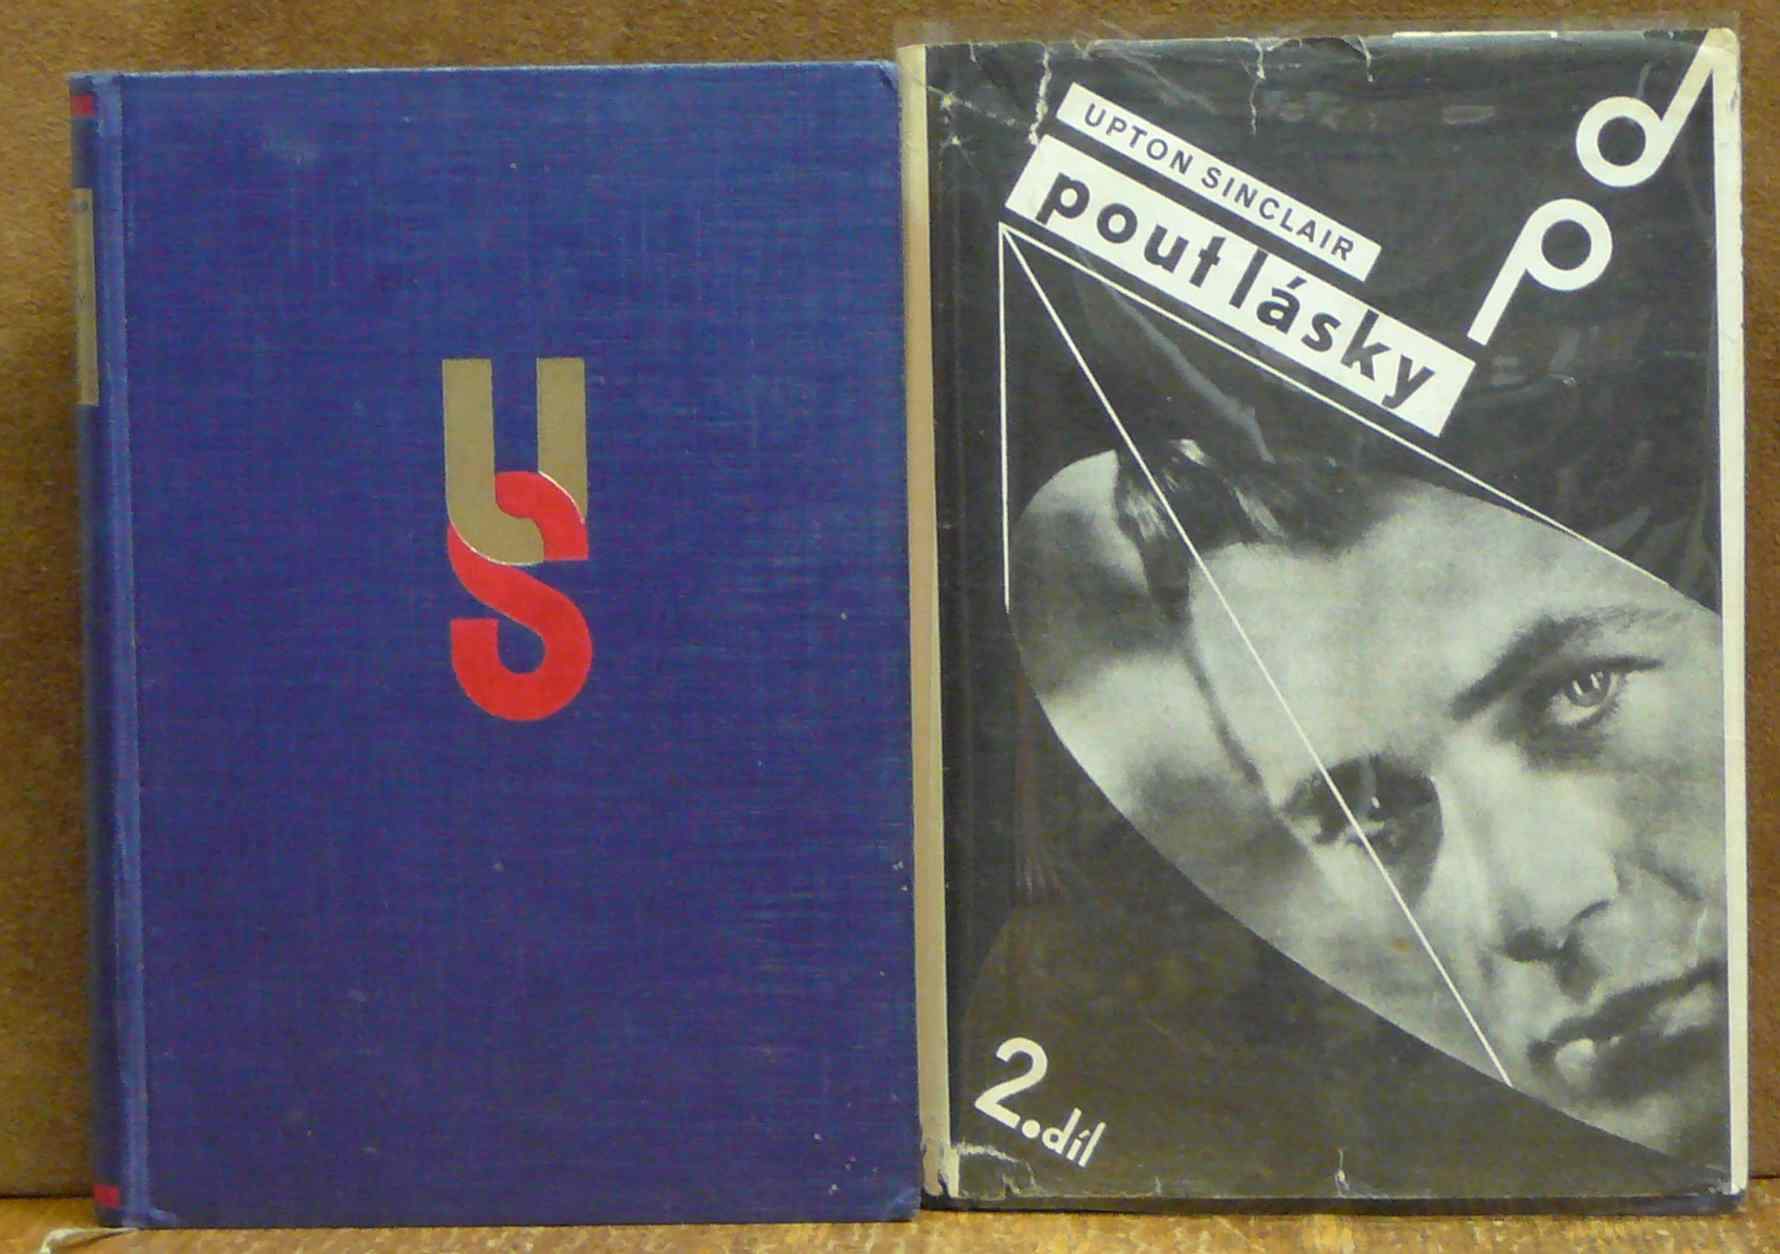 US
UPTON SINCLAIR
pouť lásky
dp
2. díl